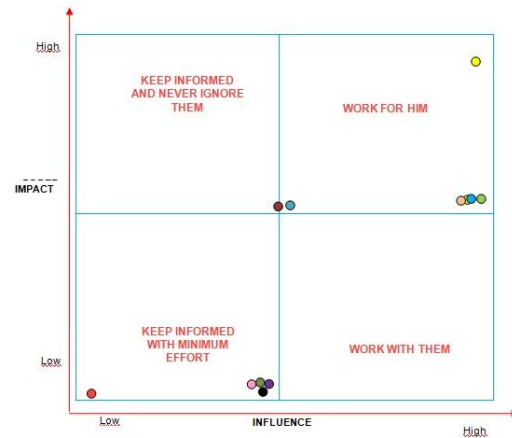 High
KEEP INFORMED
AND NEVER IGNORE
THEM
WORK FOR HIM
IMPACT
KEEP INFORMED
WITH MINIMUM
EFFORT
WORK WITH THEM
Low
Low
INFLUENCE
High